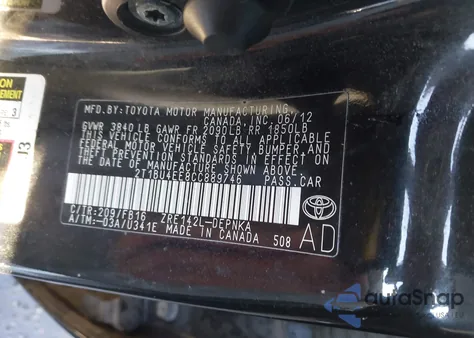 MFD.BY:TOYOTA MOTOR MANUFACTURING
CANADA,INC.06/12
GVWR 3840LB GAWR FR 2090LB RR 1850LB
THIS VEHICLE CONFORMS TO ALL APPLICABLE
FEDERAL MOTOR VEHICLE SAFETY,BUMPER,AND
THEFT PREVENTION STANDARDS IN EFFECT ON
THE DATE OF MANUFACTURE SHOWN ABOVE.
2T1BU4EE8CC889746 PASS.CAR
C/TR:209/FB16 ZRE142L-DEPNKA
A/TM:-03A/U341E MADE IN CANADA 508
AD
J3
autoSnap